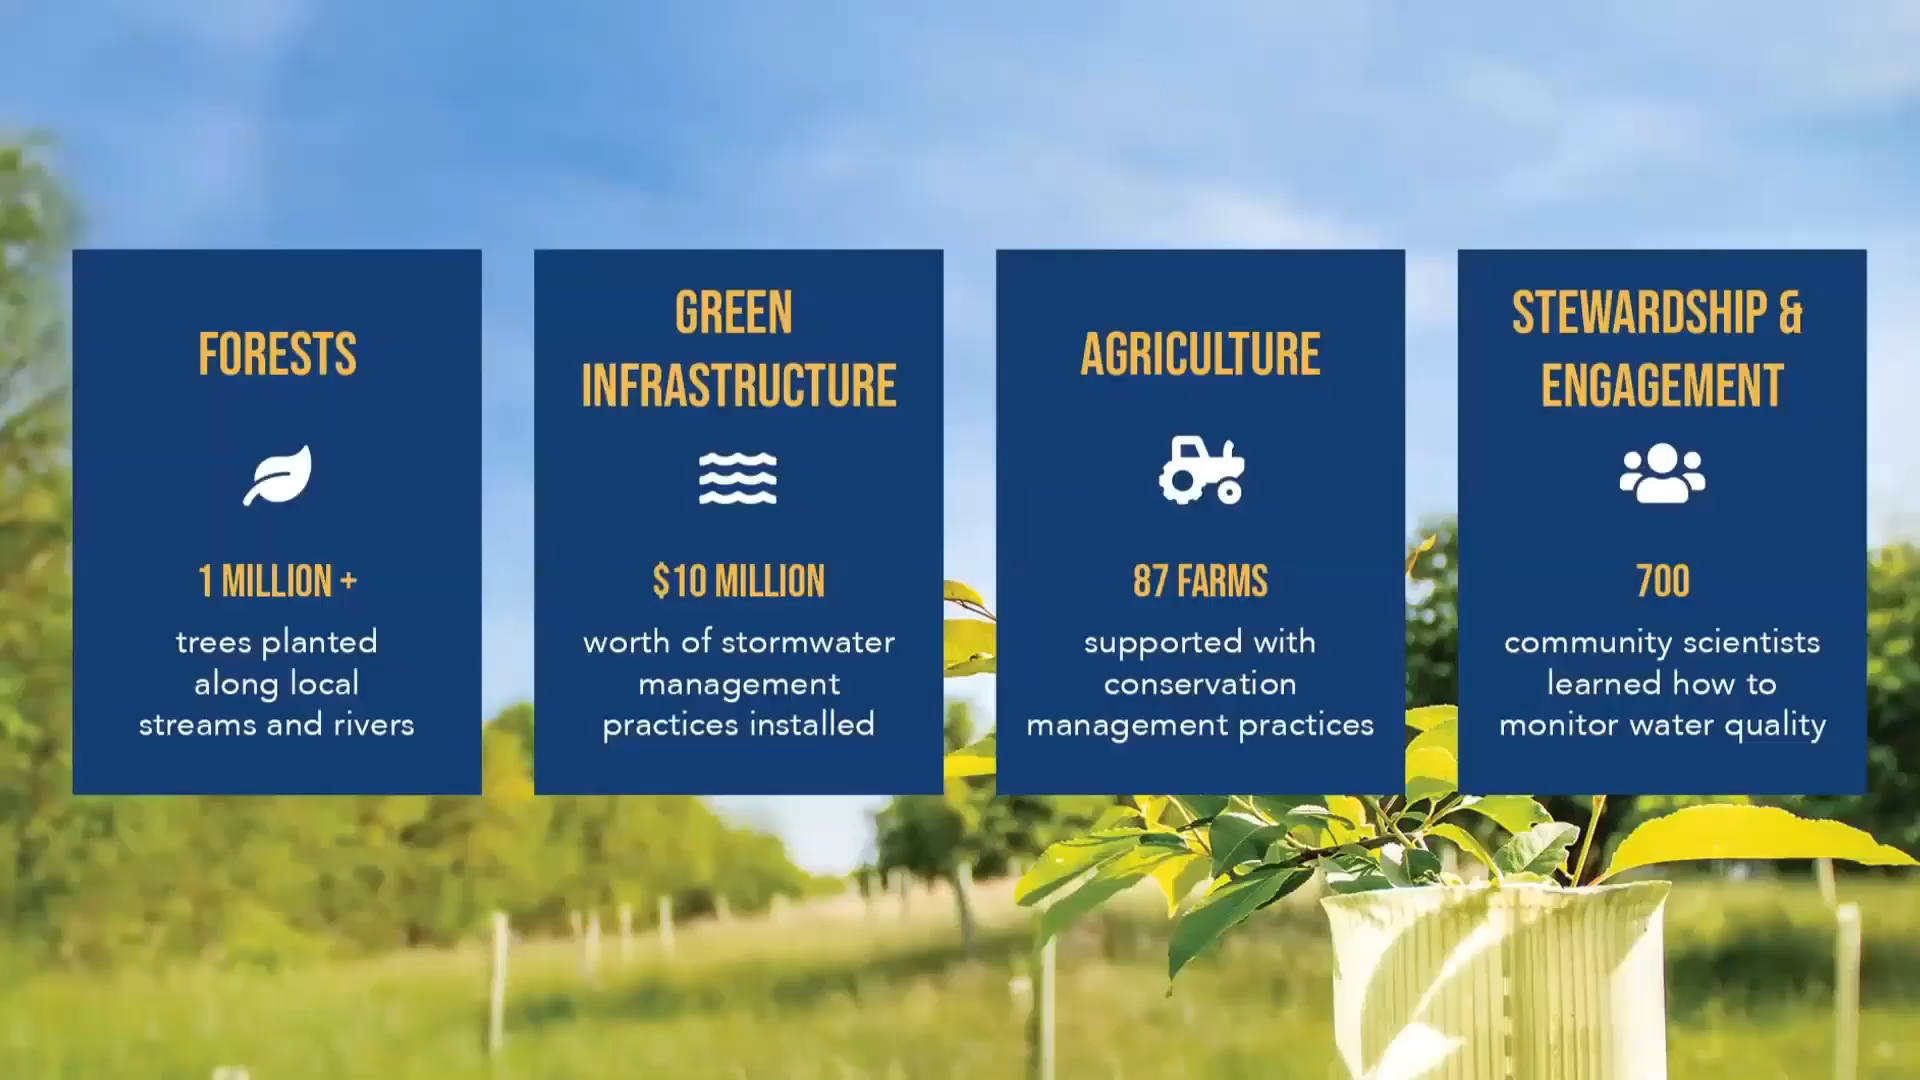 FORESTS
1 MILLION +
trees planted
along local
streams and rivers
GREEN
INFRASTRUCTURE
$10 MILLION
worth of stormwater
management
practices installed
AGRICULTURE
87 FARMS
supported with
conservation
management practices
STEWARDSHIP &
ENGAGEMENT
700
community scientists
learned how to
monitor water quality